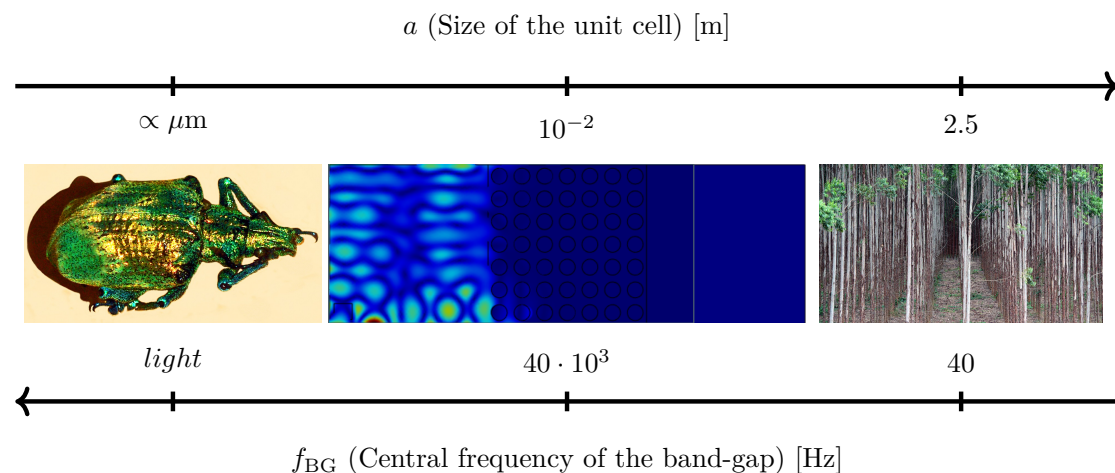 a (Size of the unit cell) [m]
∝ μm 10⁻² 2.5
light 40 · 10³ 40
f_BG (Central frequency of the band-gap) [Hz]